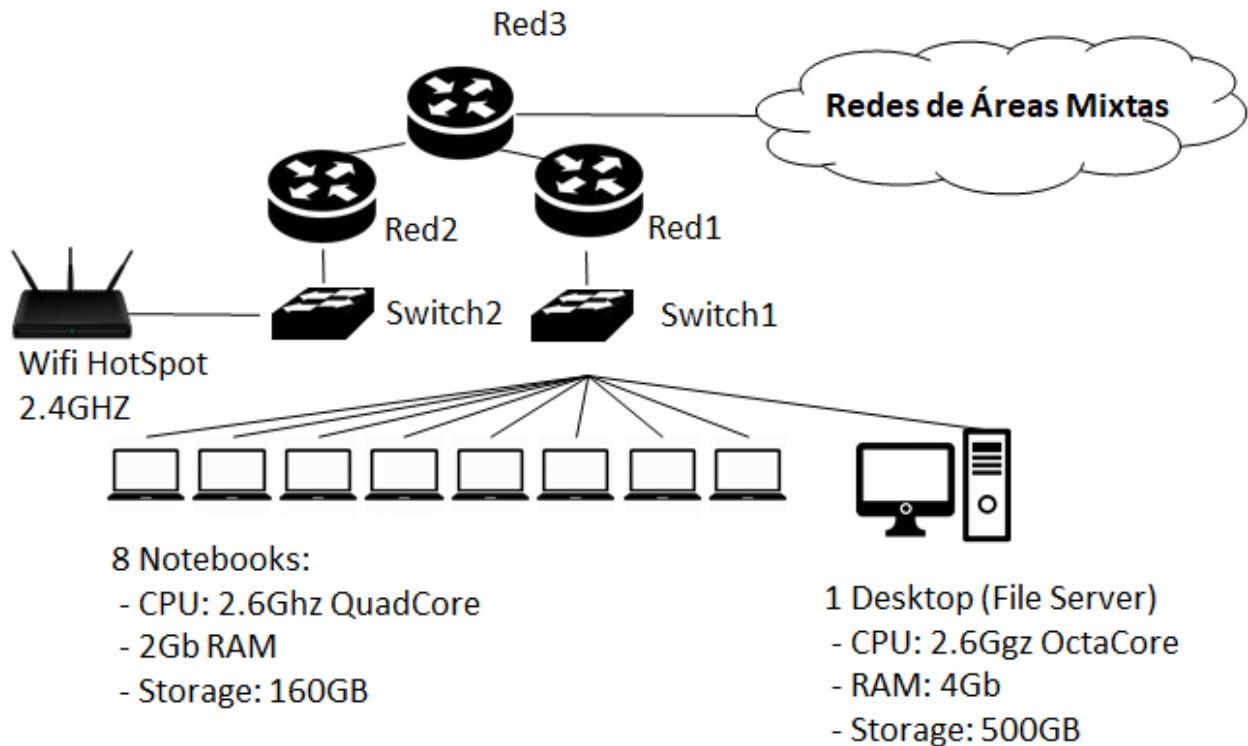 Red3
Redes de Áreas Mixtas
Red2
Red1
Switch2
Switch1
Wifi HotSpot
2.4GHZ
8 Notebooks:
- CPU: 2.6Ghz QuadCore
- 2Gb RAM
- Storage: 160GB
1 Desktop (File Server)
- CPU: 2.6Ggz OctaCore
- RAM: 4Gb
- Storage: 500GB